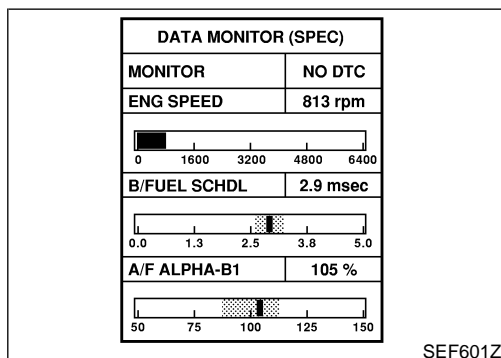 DATA MONITOR (SPEC)
MONITOR NO DTC
ENG SPEED 813 rpm
0 1600 3200 4800 6400
B/FUEL SCHDL 2.9 msec
0.0 1.3 2.5 3.8 5.0
A/F ALPHA-B1 105 %
50 75 100 125 150
SEF601Z